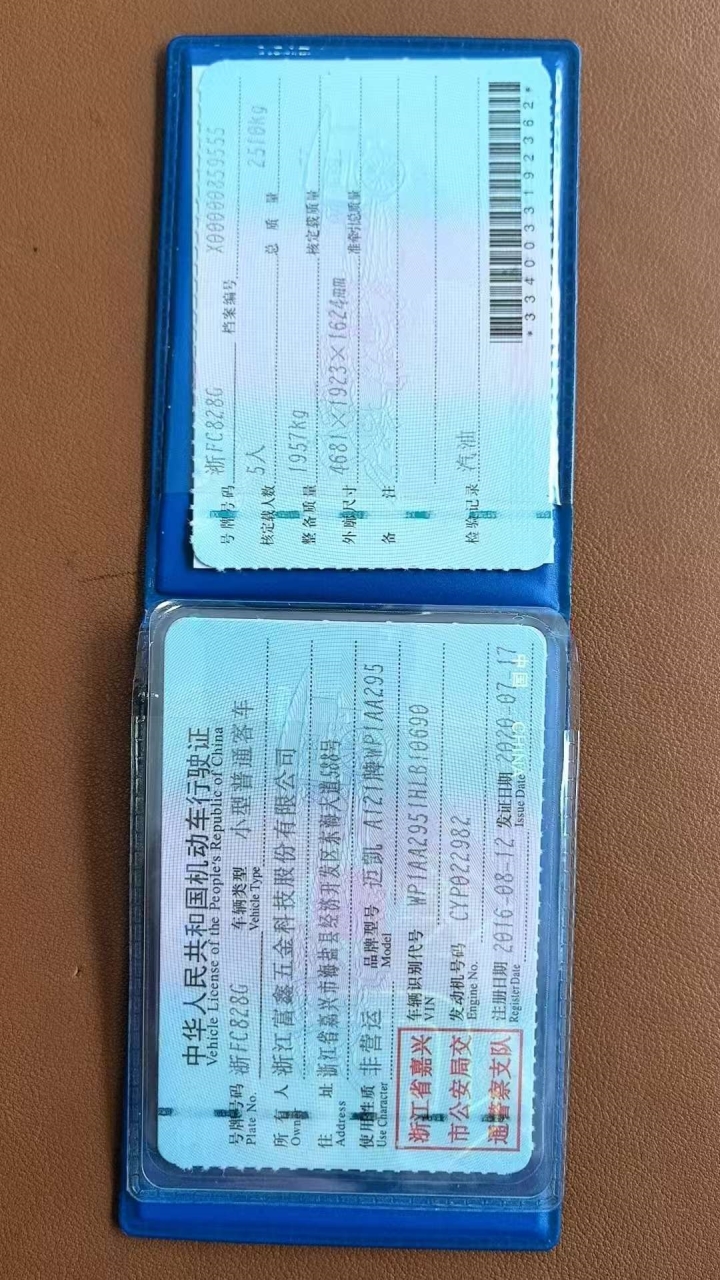 中华人民共和国机动车行驶证
Vehicle License of the People's Republic of China
号牌号码 浙FC828G 车辆类型 小型普通客车
Plate No. Vehicle Type
所有人 浙江富鑫五金科技股份有限公司
Owner
住址 浙江省嘉兴市海盐县经济开发区东海大道588号
Address
使用性质 非营运 品牌型号 迈凯 AT21牌WP1AA295
Use Character Model
浙江省嘉兴
市公安局交
通警察支队
车辆识别代号 WP1AA2951HLB10690
VIN
发动机号码 CYP022982
Engine No.
注册日期 2016-08-12 发证日期 2020-07-17
Register Date Issue Date
中国
CHINA
号牌号码 浙FC828G 档案编号 X00000859555
核定载人数 5人 总质量 2510kg
整备质量 1957kg 核定载质量
外廓尺寸 4681×1923×1624mm 准牵引总质量
备注
检验记录 汽油
*3340033192362*